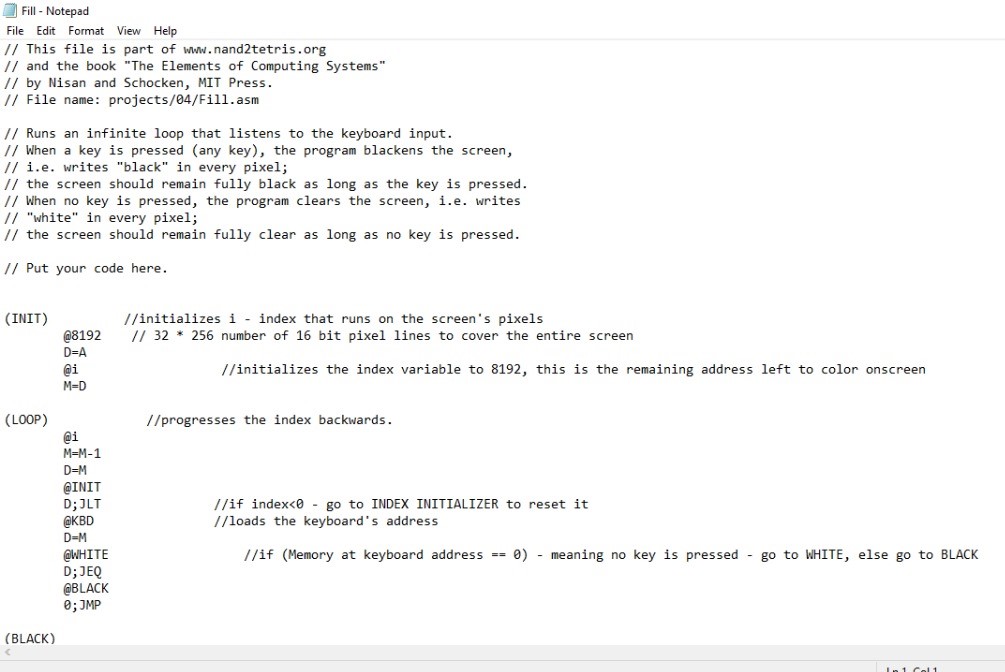 Fill - Notepad
File Edit Format View Help
// This file is part of www.nand2tetris.org
// and the book "The Elements of Computing Systems"
// by Nisan and Schocken, MIT Press.
// File name: projects/04/Fill.asm
// Runs an infinite loop that listens to the keyboard input.
// When a key is pressed (any key), the program blackens the screen,
// i.e. writes "black" in every pixel;
// the screen should remain fully black as long as the key is pressed.
// When no key is pressed, the program clears the screen, i.e. writes
// "white" in every pixel;
// the screen should remain fully clear as long as no key is pressed.
// Put your code here.
(INIT) //initializes i - index that runs on the screen's pixels
@8192 // 32 * 256 number of 16 bit pixel lines to cover the entire screen
D=A
@i //initializes the index variable to 8192, this is the remaining address left to color onscreen
M=D
(LOOP) //progresses the index backwards.
@i
M=M-1
D=M
@INIT
D;JLT //if index<0 - go to INDEX INITIALIZER to reset it
@KBD //loads the keyboard's address
D=M
@WHITE //if (Memory at keyboard address == 0) - meaning no key is pressed - go to WHITE, else go to BLACK
D;JEQ
@BLACK
0;JMP
(BLACK)
Ln 1, Col 1